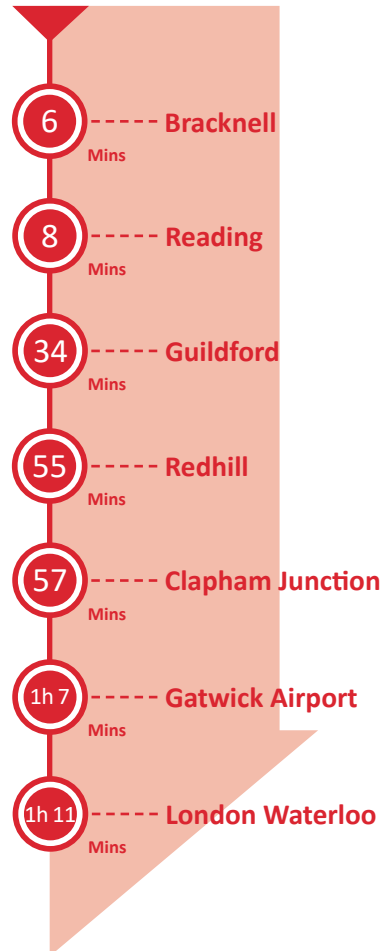 6
Bracknell
Mins
8
Reading
Mins
34
Guildford
Mins
55
Redhill
Mins
57
Clapham Junction
Mins
1h 7
Gatwick Airport
Mins
1h 11
London Waterloo
Mins